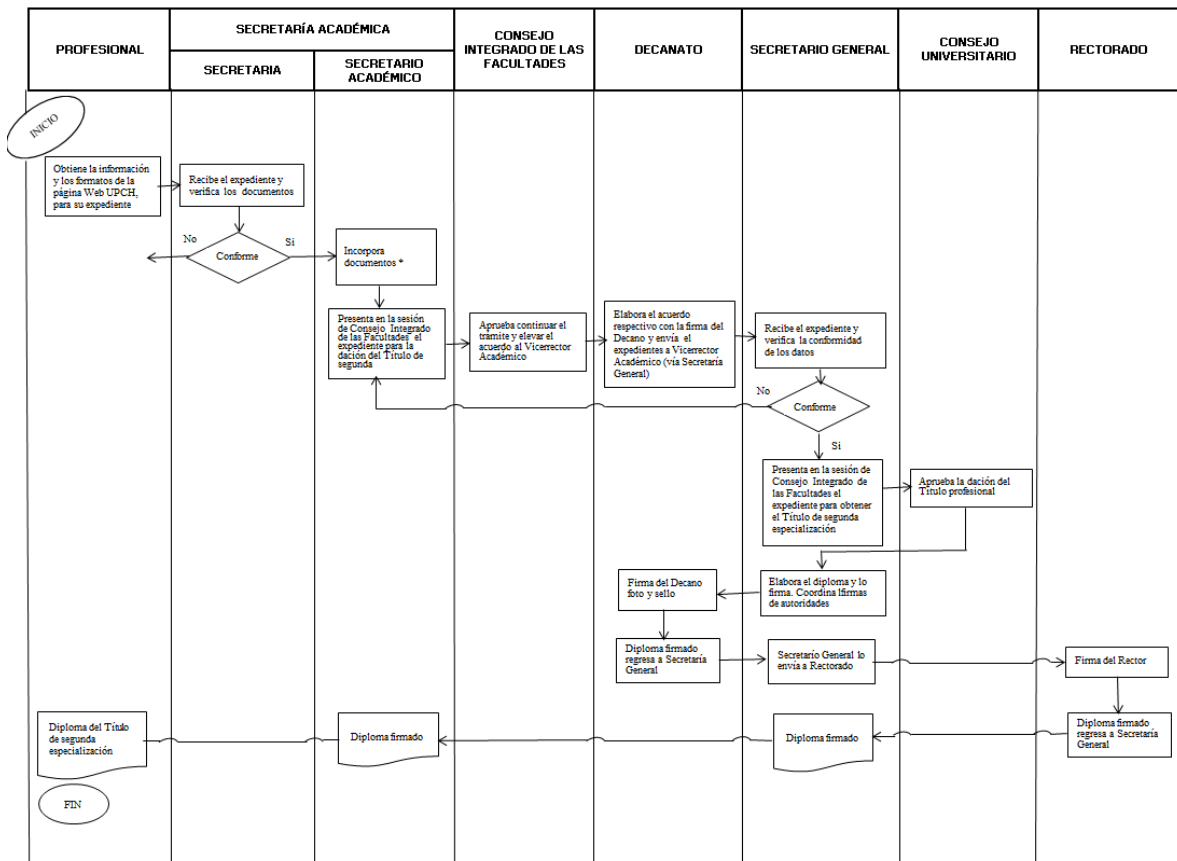 PROFESIONAL
SECRETARÍA ACADÉMICA
SECRETARIA
SECRETARIO
ACADÉMICO
CONSEJO
INTEGRADO DE LAS
FACULTADES
DECANATO
SECRETARIO GENERAL
CONSEJO
UNIVERSITARIO
RECTORADO
INICIO
Obtiene la información
y los formatos de la
página Web UPCH,
para su expediente
Recibe el expediente y
verifica los documentos
No
Conforme
Si
Incorpora
documentos *
Presenta en la sesión
de Consejo Integrado
de las Facultades el
expediente para la
dación del Título de
segunda
Aprueba continuar el
trámite y elevar el
acuerdo al Vicerrector
Académico
Elabora el acuerdo
respectivo con la firma del
Decano y envía el
expedientes a Vicerrector
Académico (vía Secretaría
General)
Recibe el expediente y
verifica la conformidad
de los datos
No
Conforme
Si
Presenta en la sesión de
Consejo Integrado de
las Facultades el
expediente para obtener
el Título de segunda
especialización
Aprueba la dación del
Título profesional
Elabora el diploma y lo
firma. Coordina lfirmas
de autoridades
Firma del Decano
foto y sello
Diploma firmado
regresa a Secretaría
General
Secretarío General lo
envía a Rectorado
Firma del Rector
Diploma firmado
regresa a Secretaría
General
Diploma firmado
Diploma firmado
Diploma del Título
de segunda
especialización
FIN